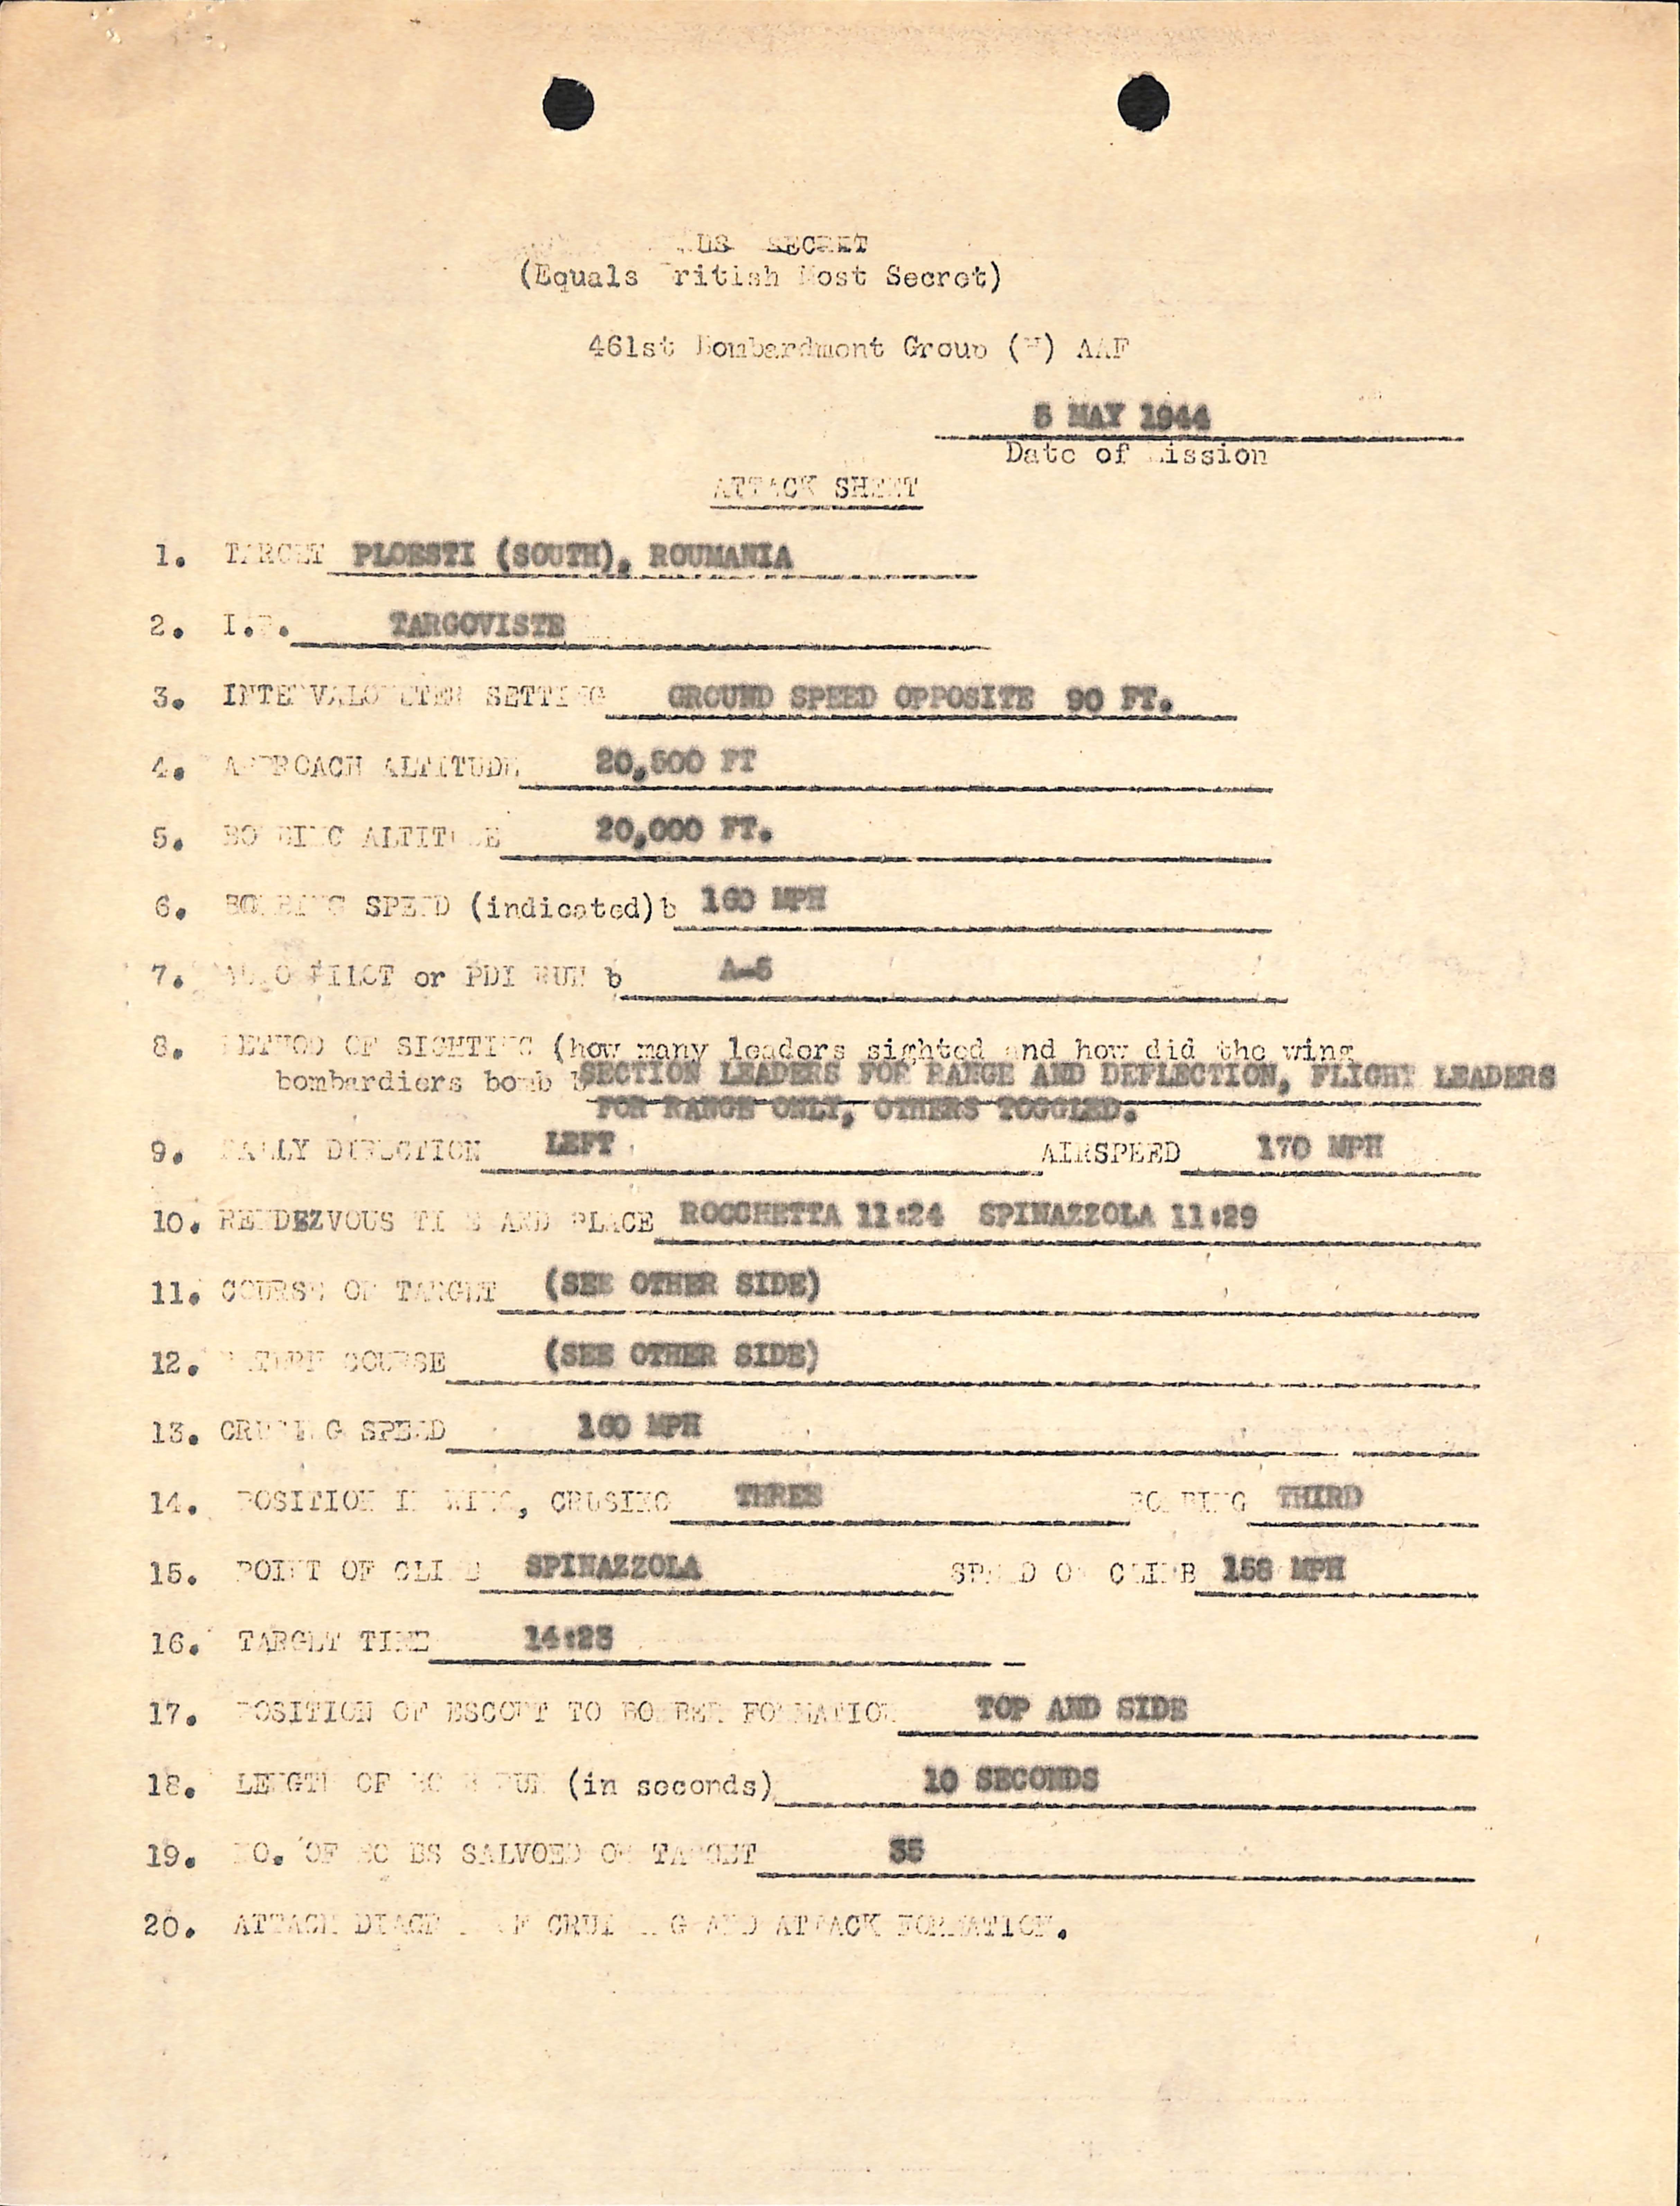 US SECRET
(Equals British Most Secret)
461st Bombardment Group (H) AAF
5 MAY 1944
Date of Mission
ATTACK SHEET
1. TARGET PLOESTI (SOUTH), ROUMANIA
2. I.P. TARGOVISTE
3. INTERVALOMETER SETTING GROUND SPEED OPPOSITE 90 FT.
4. APPROACH ALTITUDE 20,500 FT
5. BOMBING ALTITUDE 20,000 FT.
6. BOMBING SPEED (indicated)b 160 MPH
7. AUTO PILOT or PDI RUN b A-5
8. METHOD OF SIGHTING (how many leaders sighted and how did the wing
bombardiers bomb b SECTION LEADERS FOR RANGE AND DEFLECTION, FLIGHT LEADERS
FOR RANGE ONLY, OTHERS TOGGLED.
9. RALLY DIRECTION LEFT AIRSPEED 170 MPH
10. RENDEZVOUS TIME AND PLACE ROCCHETTA 11:24 SPINAZZOLA 11:29
11. COURSE OF TARGET (SEE OTHER SIDE)
12. RETURN COURSE (SEE OTHER SIDE)
13. CRUSING SPEED 160 MPH
14. POSITION IN WING, CRUSING THREE BOMBING THIRD
15. POINT OF CLIMB SPINAZZOLA SPEED OF CLIMB 158 MPH
16. TARGET TIME 14:23
17. POSITION OF ESCORT TO BOMBER FORMATION TOP AND SIDE
18. LENGTH OF BOMB RUN (in seconds) 10 SECONDS
19. NO. OF BOMBS SALVOED ON TARGET 35
20. ATTACH DIAGRAM OF CRUISING AND ATTACK FORMATION.